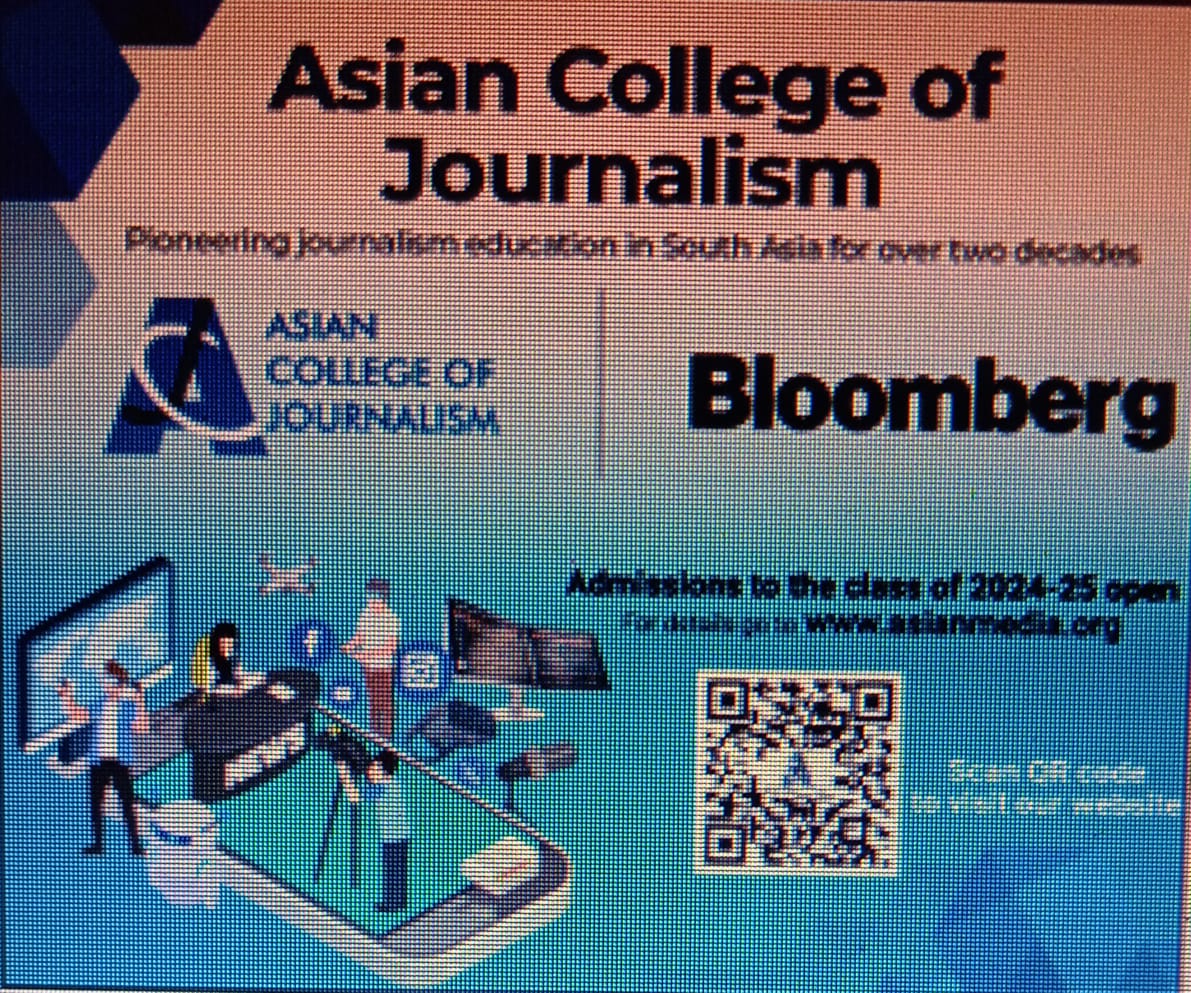 Asian College of
Journalism
Pioneering journalism education in South Asia for over two decades
ASIAN
COLLEGE OF
JOURNALISM
Bloomberg
Admissions to the class of 2024-25 open
For details go to www.asianmedia.org
NEWS
Scan QR code
to visit our website